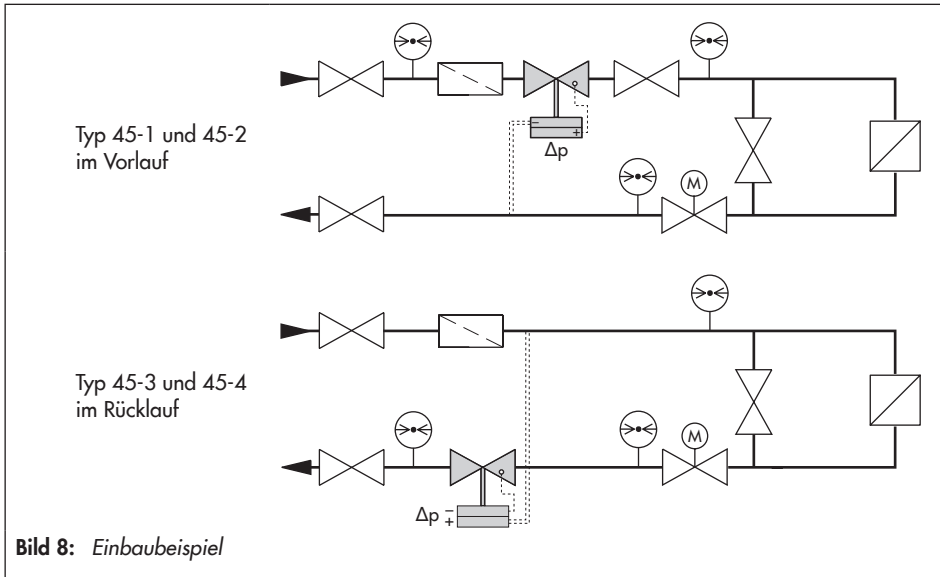 Typ 45-1 und 45-2
im Vorlauf
−
+
Δp
M
Typ 45-3 und 45-4
im Rücklauf
M
Δp
−
+
Bild 8: Einbaubeispiel